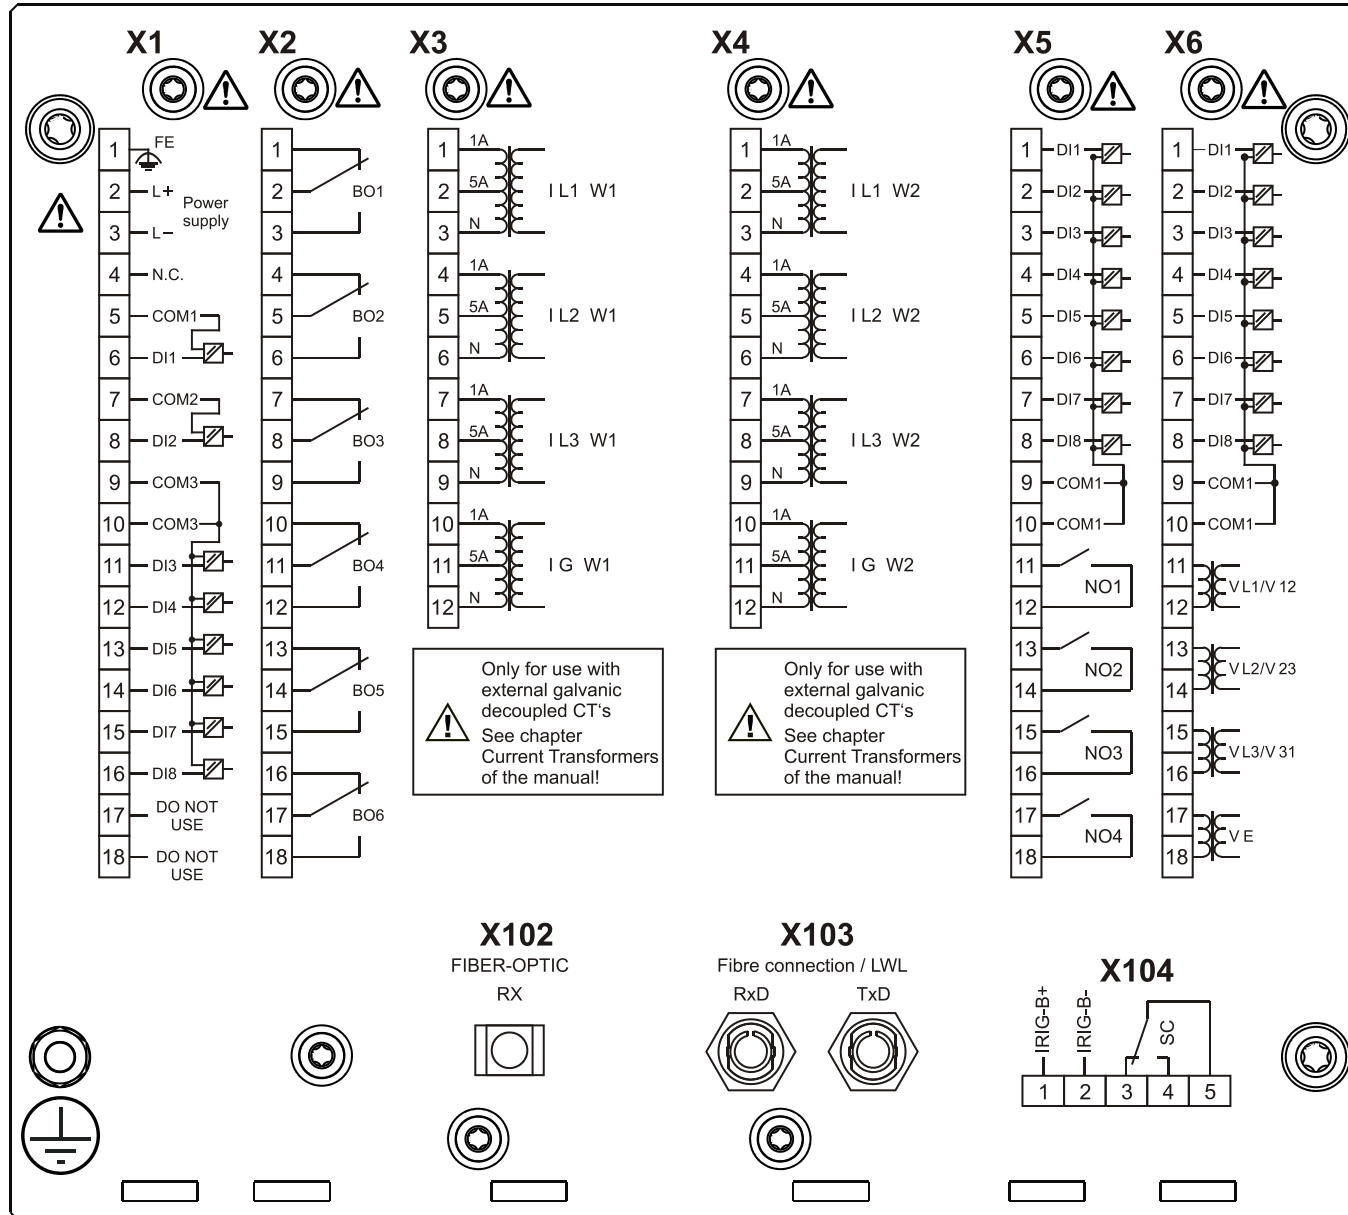 X1 X2 X3 X4 X5 X6
1 FE
2 L+
Power
supply
3 L–
4 N.C.
5 COM1
6 DI1
7 COM2
8 DI2
9 COM3
10 COM3
11 DI3
12 DI4
13 DI5
14 DI6
15 DI7
16 DI8
17 DO NOT
USE
18 DO NOT
USE
1
2 BO1
3
4
5 BO2
6
7
8 BO3
9
10
11 BO4
12
13
14 BO5
15
16
17 BO6
18
1 1A
2 5A I L1 W1
3 N
4 1A
5 5A I L2 W1
6 N
7 1A
8 5A I L3 W1
9 N
10 1A
11 5A I G W1
12 N
Only for use with
external galvanic
decoupled CT‘s
See chapter
Current Transformers
of the manual!
1 1A
2 5A I L1 W2
3 N
4 1A
5 5A I L2 W2
6 N
7 1A
8 5A I L3 W2
9 N
10 1A
11 5A I G W2
12 N
Only for use with
external galvanic
decoupled CT‘s
See chapter
Current Transformers
of the manual!
1 DI1
2 DI2
3 DI3
4 DI4
5 DI5
6 DI6
7 DI7
8 DI8
9 COM1
10 COM1
11
NO1
12
13
NO2
14
15
NO3
16
17
NO4
18
1 DI1
2 DI2
3 DI3
4 DI4
5 DI5
6 DI6
7 DI7
8 DI8
9 COM1
10 COM1
11
V L1/V 12
12
13
V L2/V 23
14
15
V L3/V 31
16
17
V E
18
X102
FIBER-OPTIC
RX
X103
Fibre connection / LWL
RxD TxD
X104
IRIG-B+
IRIG-B-
SC
1 2 3 4 5